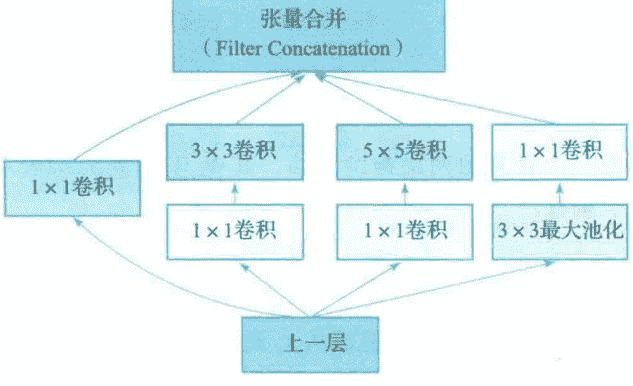 张量合并
（Filter Concatenation）
3×3卷积
5×5卷积
1×1卷积
1×1卷积
1×1卷积
1×1卷积
3×3最大池化
上一层